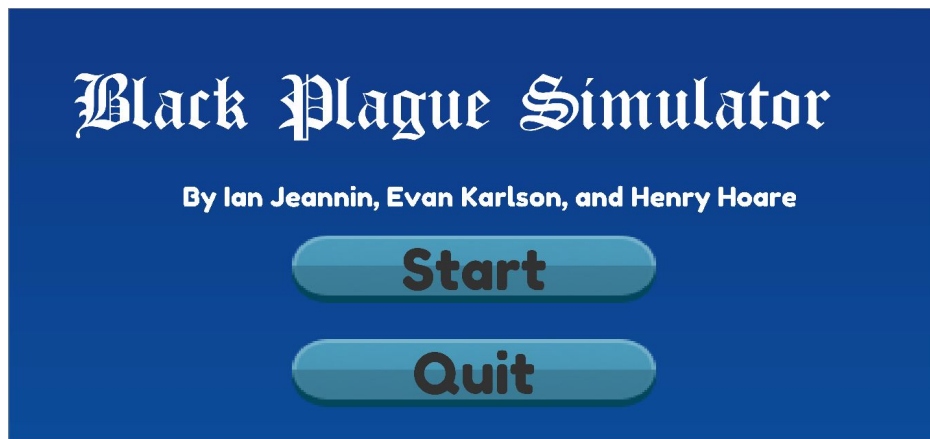 Black Plague Simulator
By Ian Jeannin, Evan Karlson, and Henry Hoare
Start
Quit